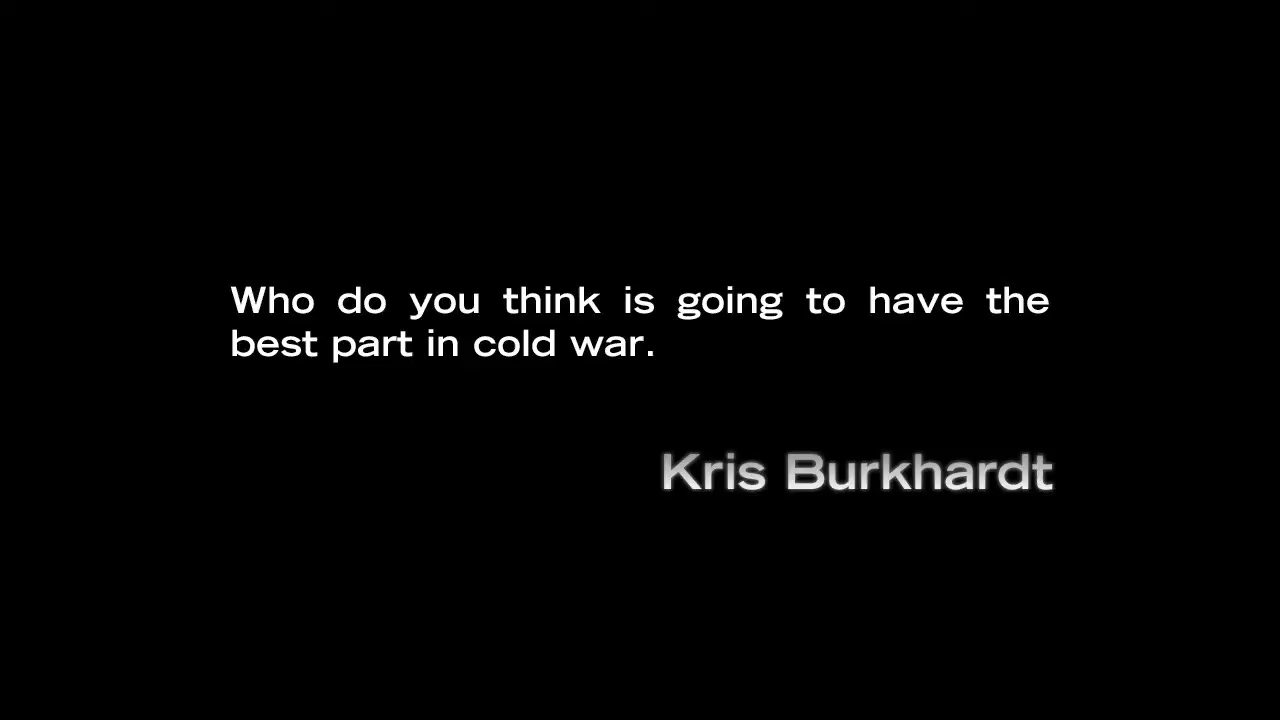 Who do you think is going to have the
best part in cold war.
Kris Burkhardt